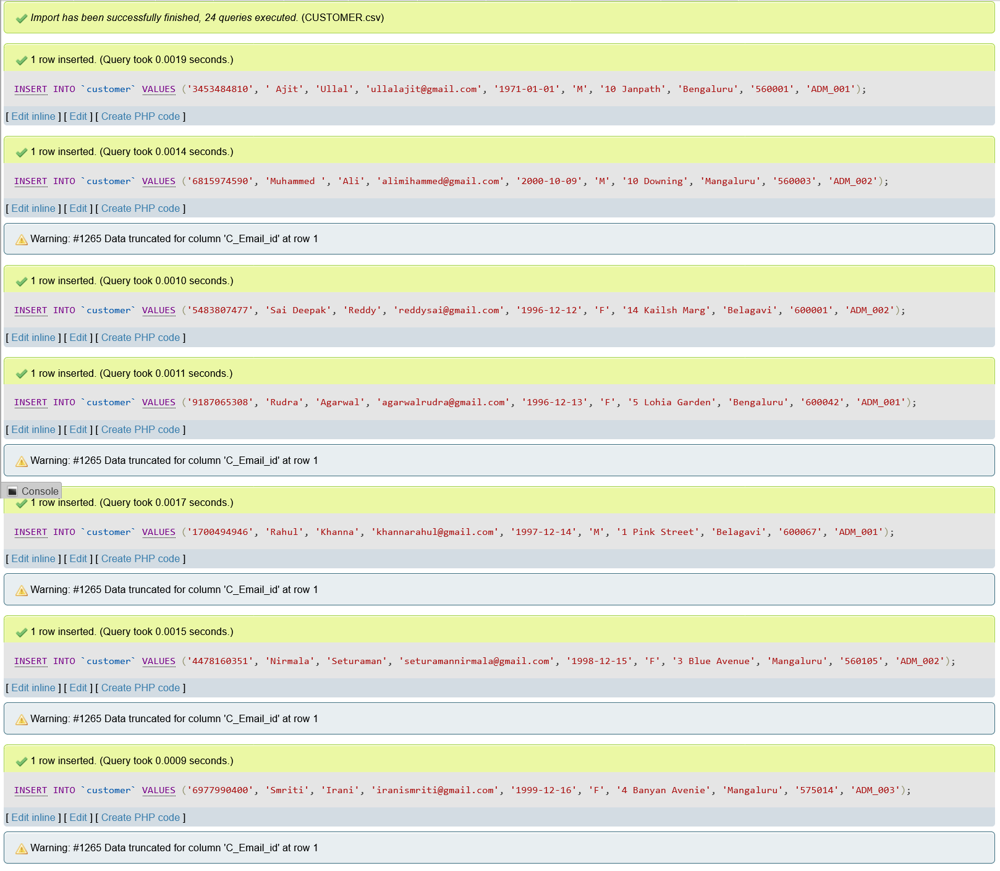 Import has been successfully finished, 24 queries executed. (CUSTOMER.csv)
1 row inserted. (Query took 0.0019 seconds.)
INSERT INTO `customer` VALUES ('3453484810', ' Ajit', 'Ullal', 'ullalajit@gmail.com', '1971-01-01', 'M', '10 Janpath', 'Bengaluru', '560001', 'ADM_001');
[ Edit inline ] [ Edit ] [ Create PHP code ]
1 row inserted. (Query took 0.0014 seconds.)
INSERT INTO `customer` VALUES ('6815974590', 'Muhammed ', 'Ali', 'alimihammed@gmail.com', '2000-10-09', 'M', '10 Downing', 'Mangaluru', '560003', 'ADM_002');
[ Edit inline ] [ Edit ] [ Create PHP code ]
Warning: #1265 Data truncated for column 'C_Email_id' at row 1
1 row inserted. (Query took 0.0010 seconds.)
INSERT INTO `customer` VALUES ('5483807477', 'Sai Deepak', 'Reddy', 'reddysai@gmail.com', '1996-12-12', 'F', '14 Kailsh Marg', 'Belagavi', '600001', 'ADM_002');
[ Edit inline ] [ Edit ] [ Create PHP code ]
1 row inserted. (Query took 0.0011 seconds.)
INSERT INTO `customer` VALUES ('9187065308', 'Rudra', 'Agarwal', 'agarwalrudra@gmail.com', '1996-12-13', 'F', '5 Lohia Garden', 'Bengaluru', '600042', 'ADM_001');
[ Edit inline ] [ Edit ] [ Create PHP code ]
Warning: #1265 Data truncated for column 'C_Email_id' at row 1
Console
1 row inserted. (Query took 0.0017 seconds.)
INSERT INTO `customer` VALUES ('1700494946', 'Rahul', 'Khanna', 'khannarahul@gmail.com', '1997-12-14', 'M', '1 Pink Street', 'Belagavi', '600067', 'ADM_001');
[ Edit inline ] [ Edit ] [ Create PHP code ]
Warning: #1265 Data truncated for column 'C_Email_id' at row 1
1 row inserted. (Query took 0.0015 seconds.)
INSERT INTO `customer` VALUES ('4478160351', 'Nirmala', 'Seturaman', 'seturamannirmala@gmail.com', '1998-12-15', 'F', '3 Blue Avenue', 'Mangaluru', '560105', 'ADM_002');
[ Edit inline ] [ Edit ] [ Create PHP code ]
Warning: #1265 Data truncated for column 'C_Email_id' at row 1
1 row inserted. (Query took 0.0009 seconds.)
INSERT INTO `customer` VALUES ('6977990400', 'Smriti', 'Irani', 'iranismriti@gmail.com', '1999-12-16', 'F', '4 Banyan Avenie', 'Mangaluru', '575014', 'ADM_003');
[ Edit inline ] [ Edit ] [ Create PHP code ]
Warning: #1265 Data truncated for column 'C_Email_id' at row 1